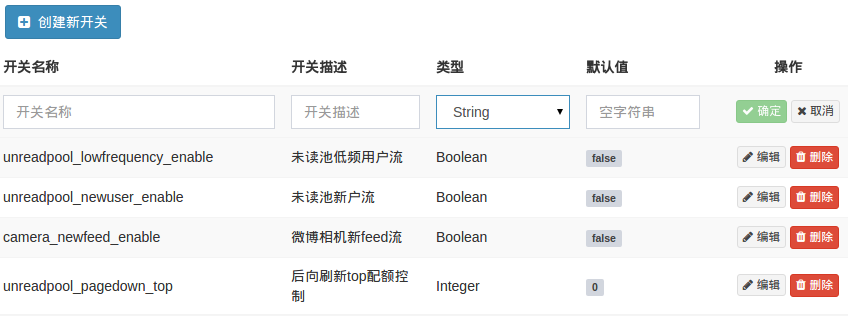 创建新开关
开关名称 开关描述 类型 默认值 操作
开关名称 开关描述 String 空字符串 确定 取消
unreadpool_lowfrequency_enable 未读池低频用户流 Boolean false 编辑 删除
unreadpool_newuser_enable 未读池新户流 Boolean false 编辑 删除
camera_newfeed_enable 微博相机新feed流 Boolean false 编辑 删除
unreadpool_pagedown_top 后向刷新top配额控 Integer 0 编辑 删除
制